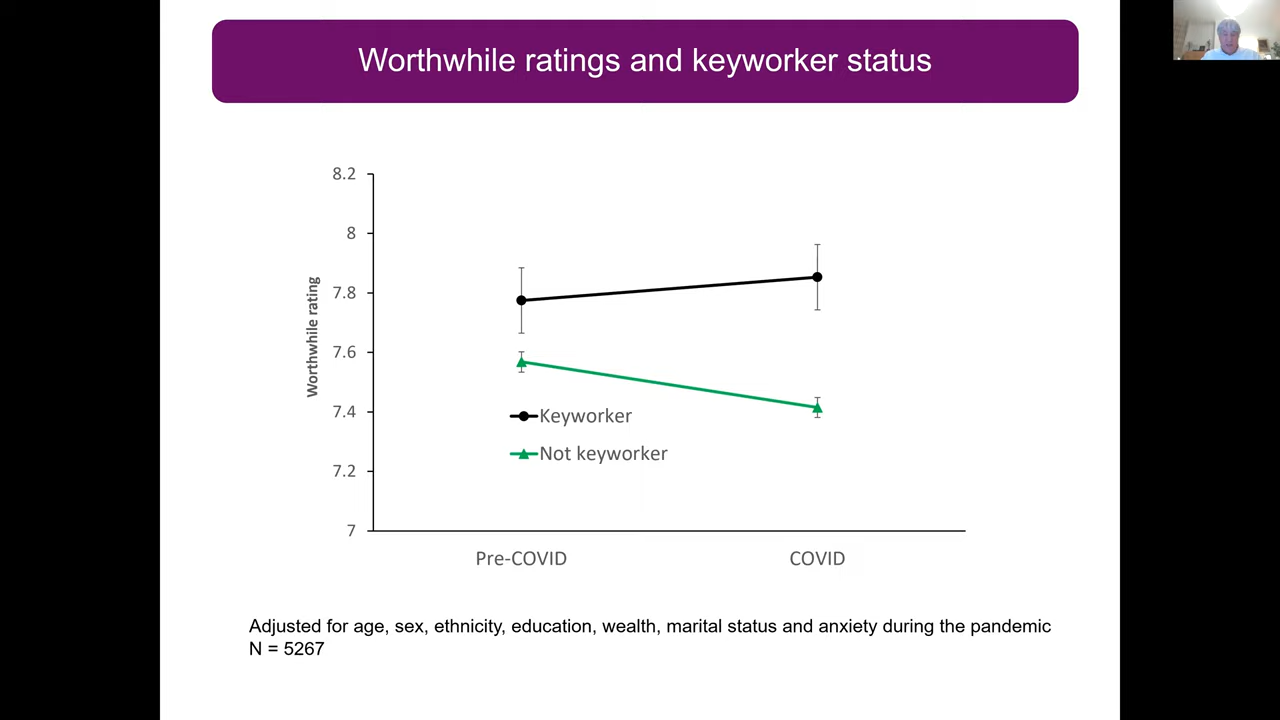 Worthwhile ratings and keyworker status
8.2
8
7.8
7.6
7.4
7.2
7
Worthwhile rating
Keyworker
Not keyworker
Pre-COVID
COVID
Adjusted for age, sex, ethnicity, education, wealth, marital status and anxiety during the pandemic
N = 5267